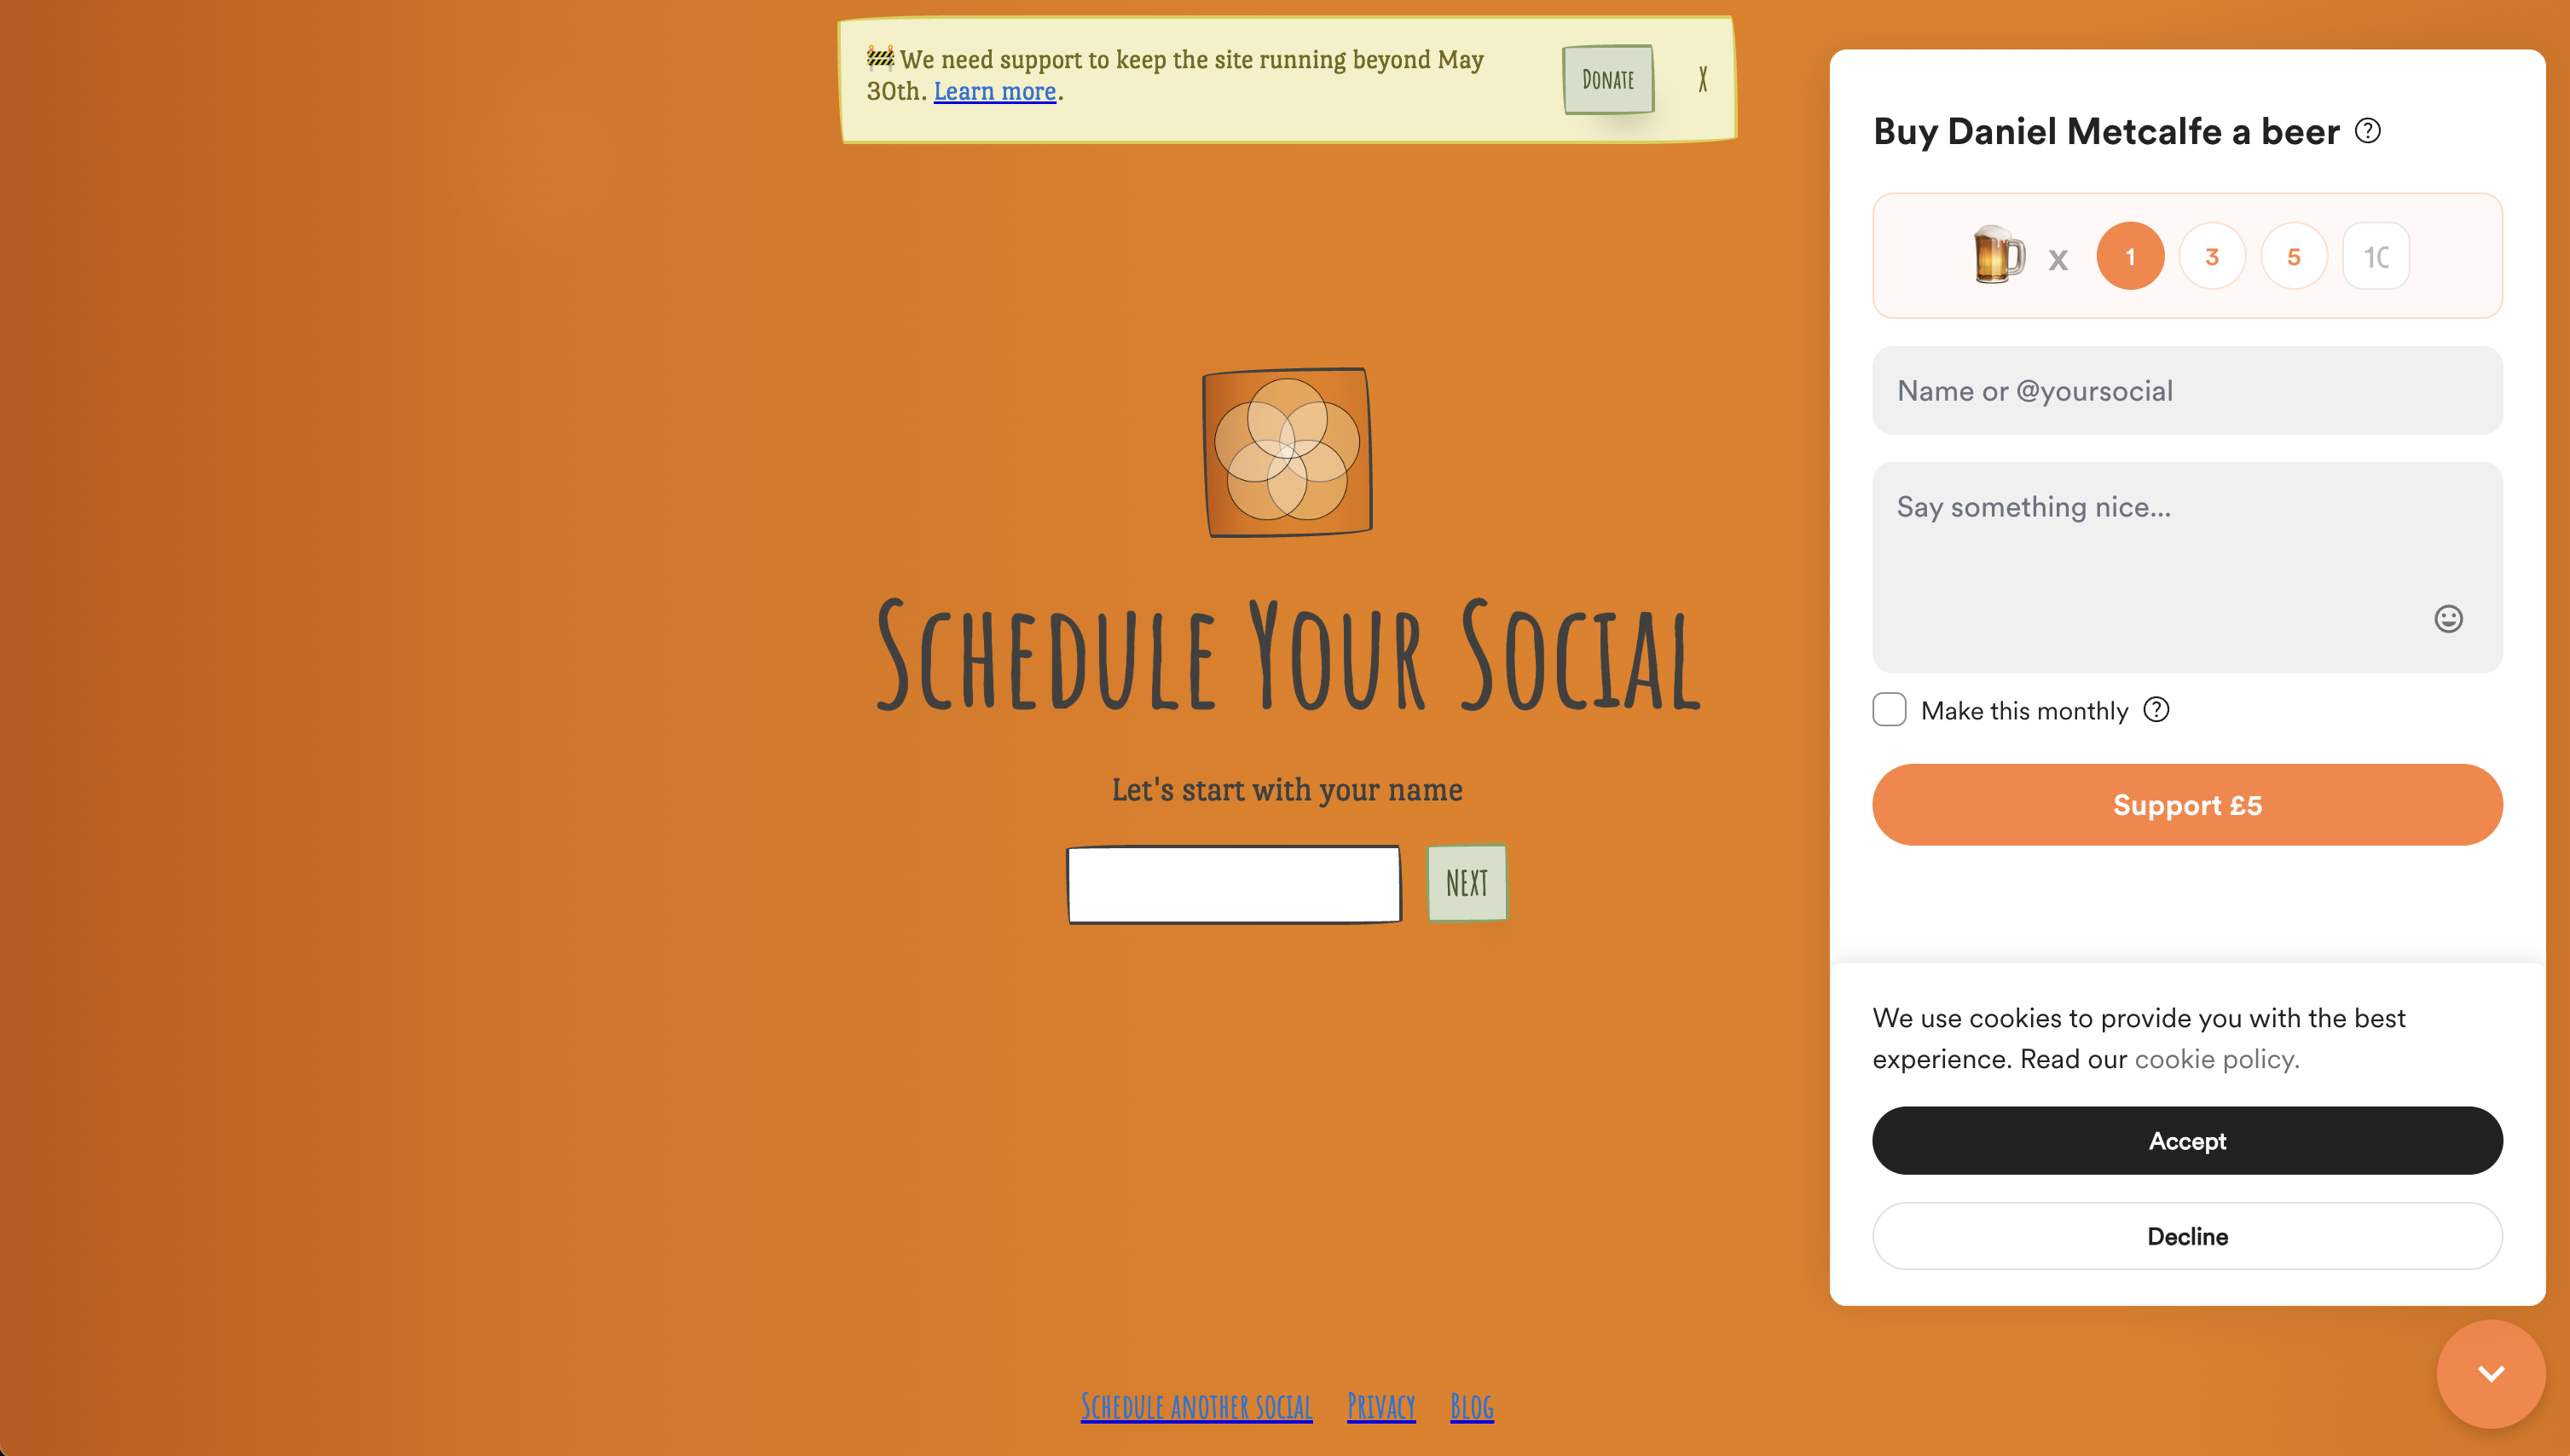 🚧 We need support to keep the site running beyond May
30th. Learn more.
Donate
X
Schedule Your Social
Let's start with your name
Next
Schedule another social
Privacy
Blog
Buy Daniel Metcalfe a beer
x
1
3
5
10
Name or @yoursocial
Say something nice...
Make this monthly
Support £5
We use cookies to provide you with the best
experience. Read our cookie policy.
Accept
Decline